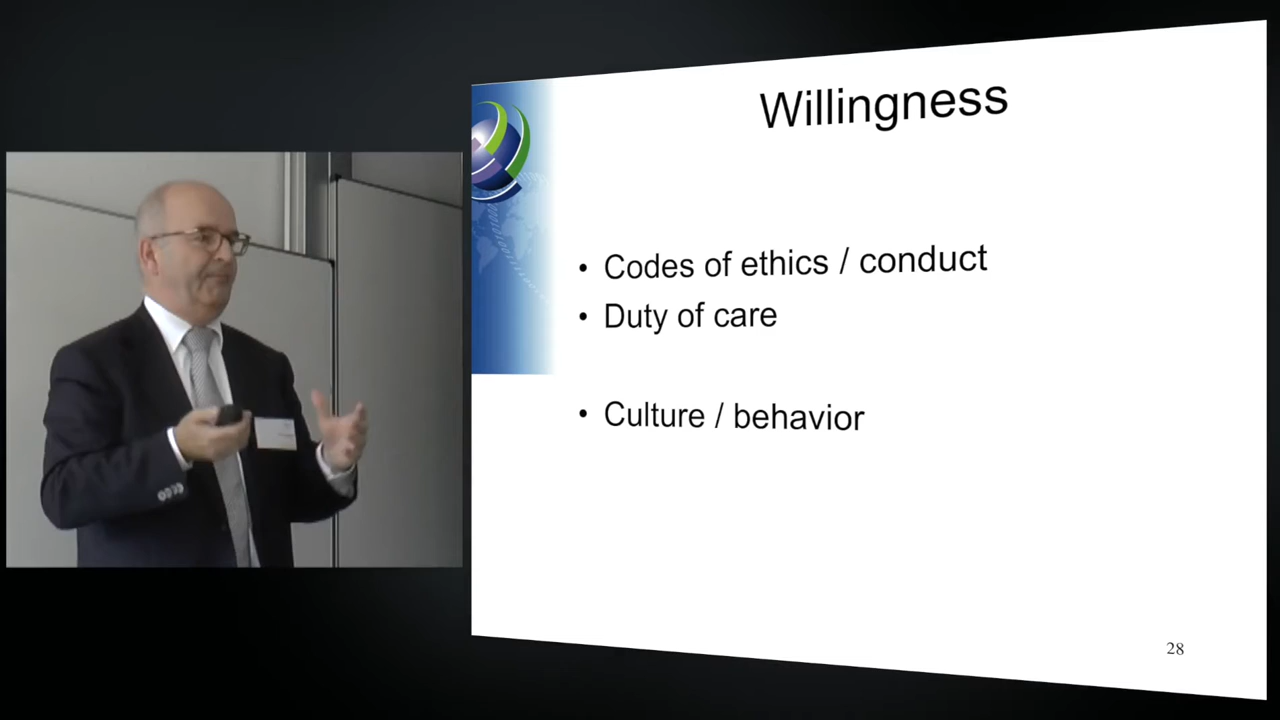 Willingness
• Codes of ethics / conduct
• Duty of care
• Culture / behavior
28